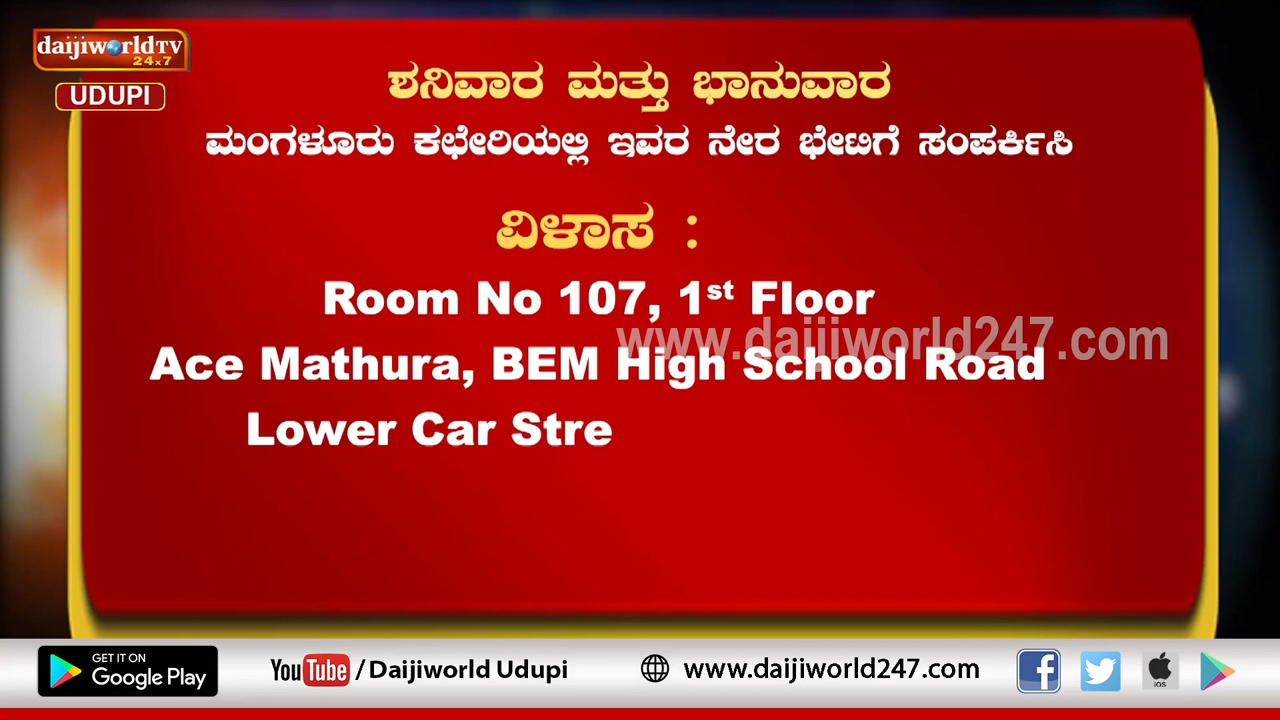 daijiworldTV
24x7
UDUPI
ಶನಿವಾರ ಮತ್ತು ಭಾನುವಾರ
ಮಂಗಳೂರು ಕಛೇರಿಯಲ್ಲಿ ಇವರ ನೇರ ಭೇಟಿಗೆ ಸಂಪರ್ಕಿಸಿ
ವಿಳಾಸ :
Room No 107, 1st Floor
www.daijiworld247.com
Ace Mathura, BEM High School Road
Lower Car Stre
GET IT ON
Google Play
YouTube / Daijiworld Udupi
www.daijiworld247.com
iOS